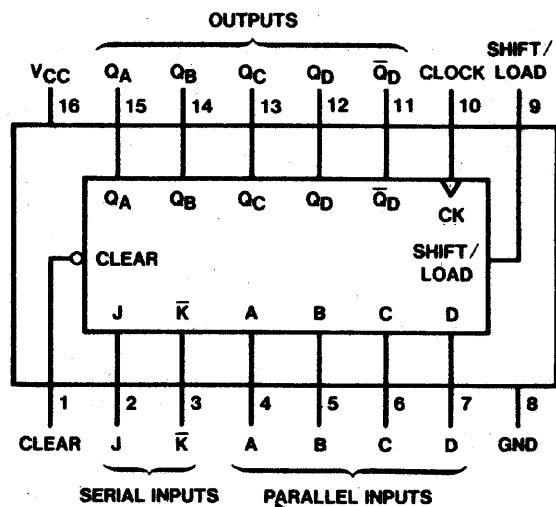 OUTPUTS
VCC QA QB QC QD Q̅D CLOCK SHIFT/
LOAD
16 15 14 13 12 11 10 9
QA QB QC QD Q̅D
CK
CLEAR
SHIFT/
LOAD
J K̅ A B C D
1 2 3 4 5 6 7 8
CLEAR J K̅ A B C D GND
SERIAL INPUTS PARALLEL INPUTS